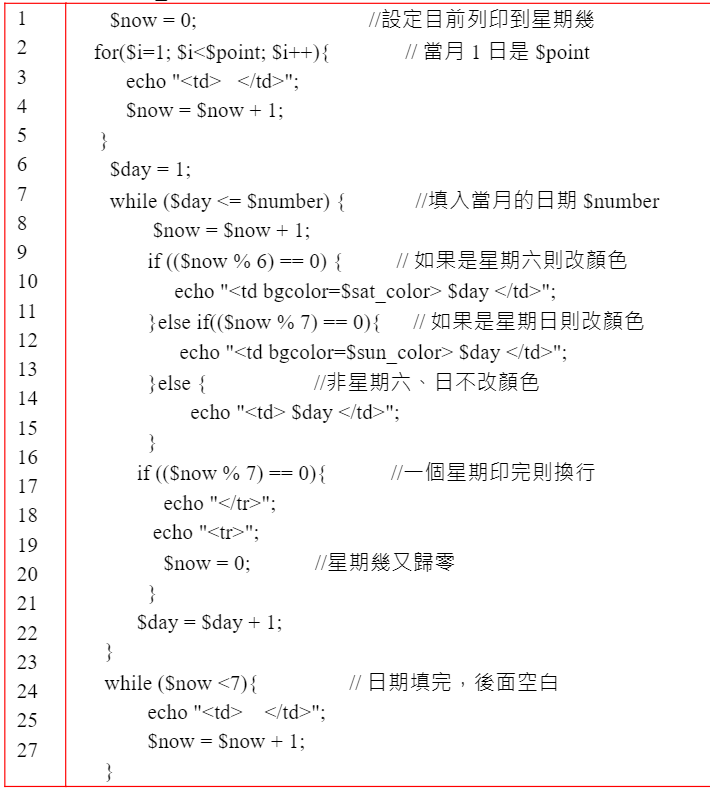 1 $now = 0; //設定目前列印到星期幾
2 for($i=1; $i<$point; $i++){ // 當月 1 日是 $point
3 echo "<td> </td>";
4 $now = $now + 1;
5 }
6 $day = 1;
7 while ($day <= $number) { //填入當月的日期 $number
8 $now = $now + 1;
9 if (($now % 6) == 0) { // 如果是星期六則改顏色
10 echo "<td bgcolor=$sat_color> $day </td>";
11 }else if(($now % 7) == 0){ // 如果是星期日則改顏色
12 echo "<td bgcolor=$sun_color> $day </td>";
13 }else { //非星期六、日不改顏色
14 echo "<td> $day </td>";
15 }
16 if (($now % 7) == 0){ //一個星期印完則換行
17 echo "</tr>";
18 echo "<tr>";
19 $now = 0; //星期幾又歸零
20 }
21 $day = $day + 1;
22 }
23 while ($now <7){ // 日期填完，後面空白
24 echo "<td> </td>";
25 $now = $now + 1;
27 }